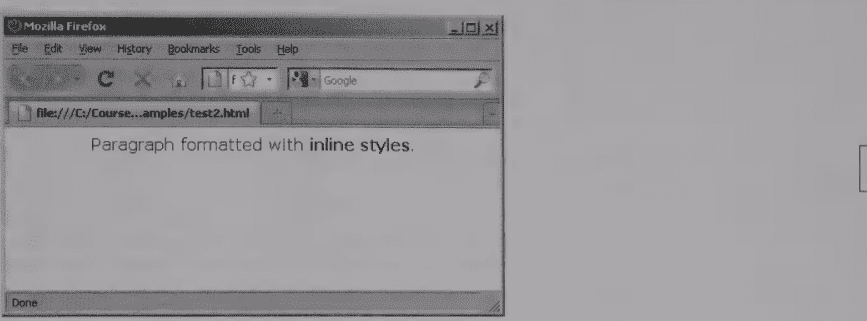 Mozilla Firefox
File Edit View History Bookmarks Tools Help
f Google
file:///C:/Course...amples/test2.html
Paragraph formatted with inline styles.
Done